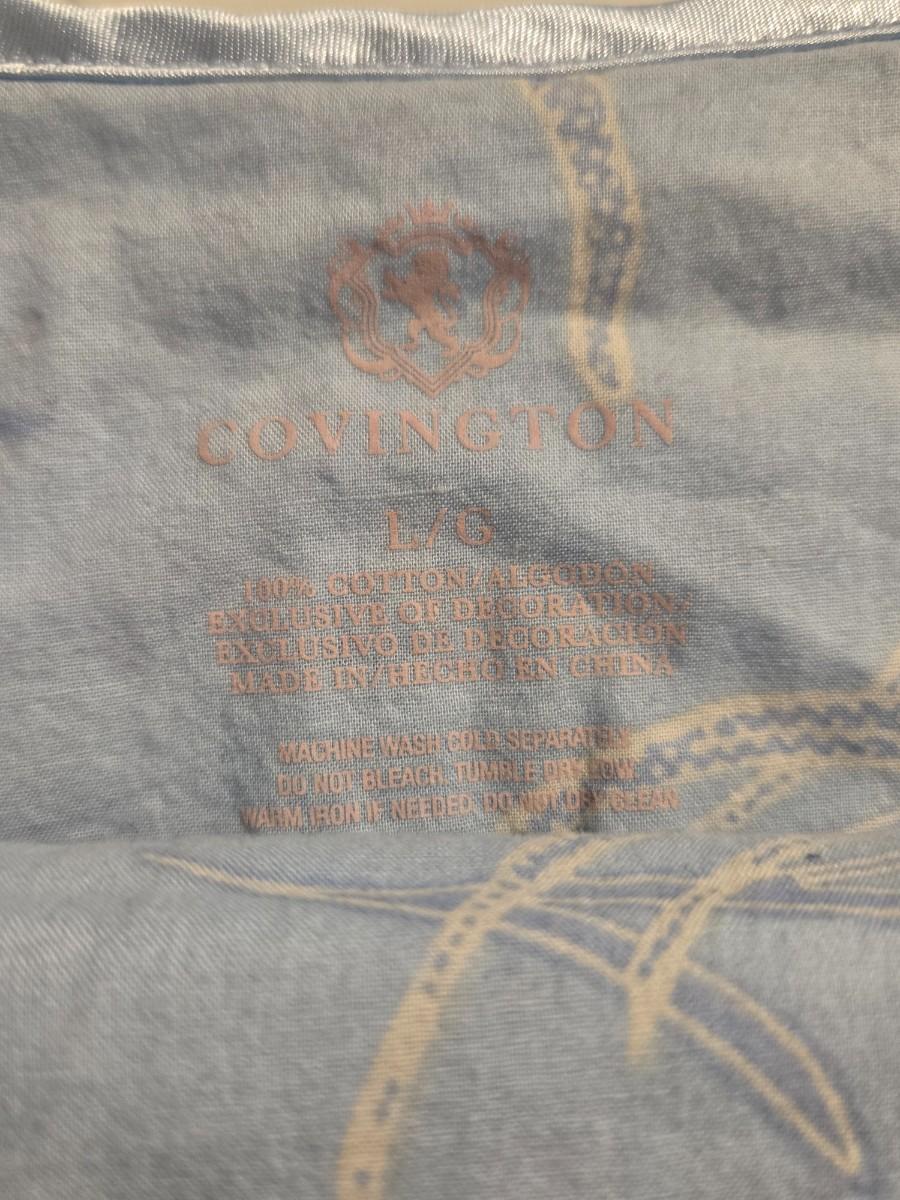 COVINGTON
L/G
100% COTTON/ALGODÓN
EXCLUSIVE OF DECORATION/
EXCLUSIVO DE DECORACIÓN
MADE IN/HECHO EN CHINA
MACHINE WASH COLD SEPARATELY
DO NOT BLEACH, TUMBLE DRY LOW
WARM IRON IF NEEDED, DO NOT DRY CLEAN